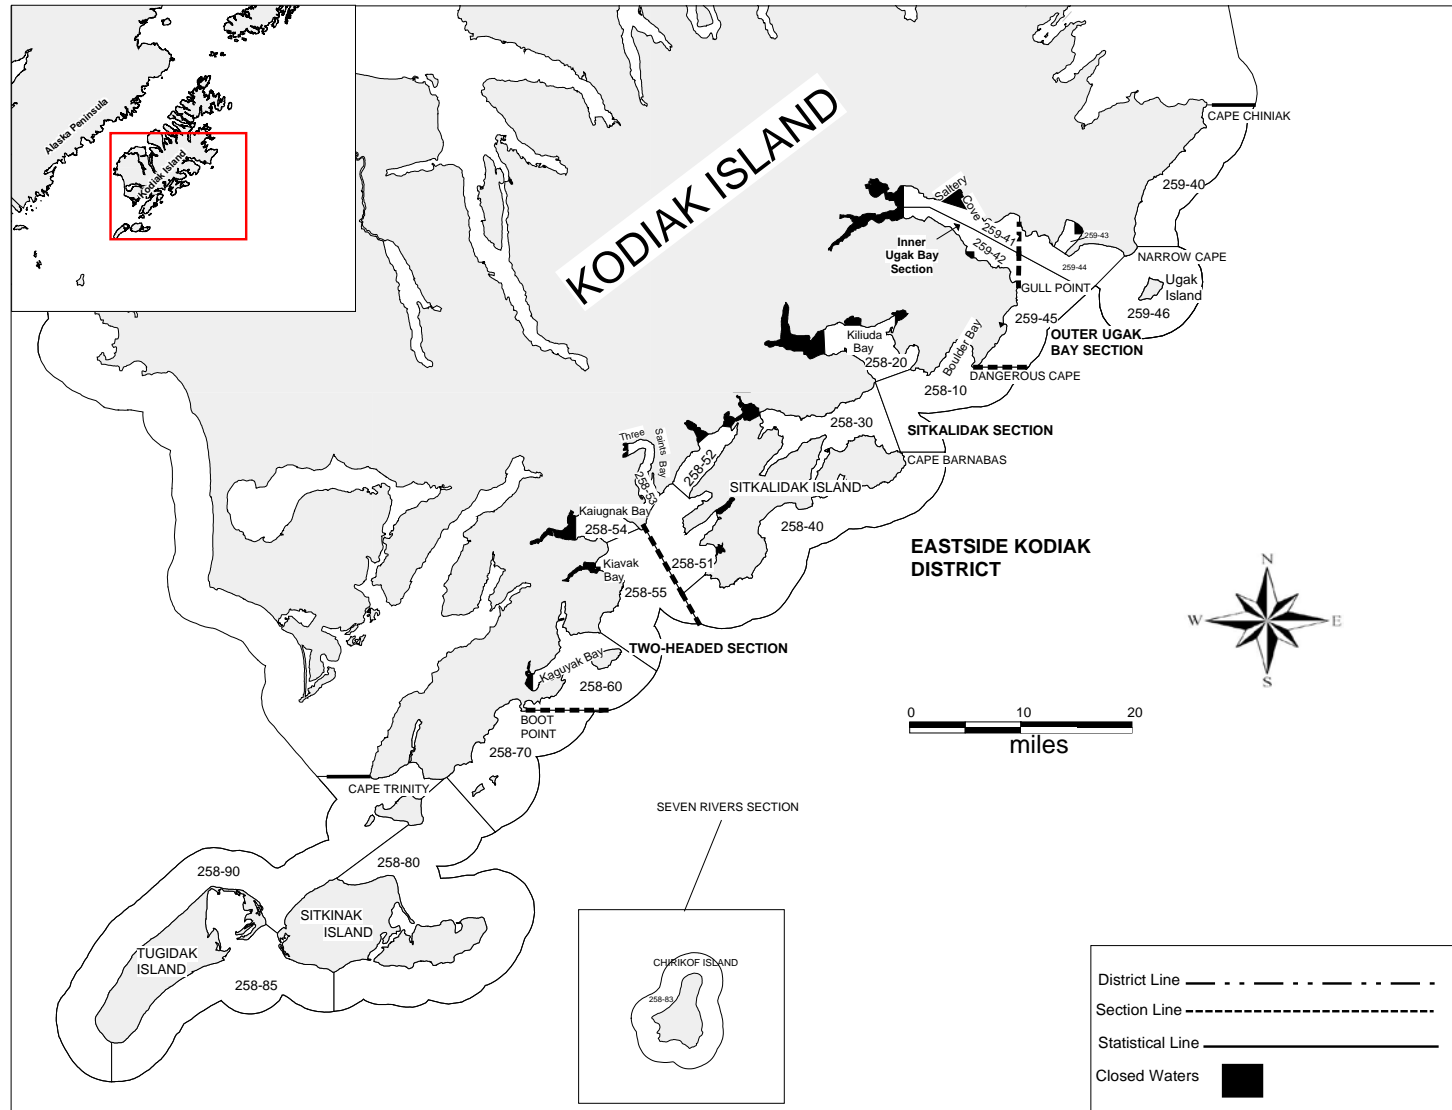 Alaska Peninsula
Kodiak Island
KODIAK ISLAND
CAPE CHINIAK
259-40
Saltery
Cove
259-41
259-42
259-43
259-44
Inner
Ugak Bay
Section
NARROW CAPE
GULL POINT
Ugak
Island
259-46
259-45
OUTER UGAK
BAY SECTION
Kiliuda
Bay
258-20
Boulder Bay
DANGEROUS CAPE
258-10
258-30
SITKALIDAK SECTION
CAPE BARNABAS
Three
Saints Bay
258-52
258-53
SITKALIDAK ISLAND
258-40
Kaiugnak Bay
258-54
Kiavak
Bay
258-51
258-55
EASTSIDE KODIAK
DISTRICT
N
W
E
S
TWO-HEADED SECTION
Kaguyak Bay
258-60
BOOT
POINT
0
10
20
miles
258-70
CAPE TRINITY
SEVEN RIVERS SECTION
258-80
258-90
SITKINAK
ISLAND
TUGIDAK
ISLAND
258-85
CHIRIKOF ISLAND
258-83
District Line
Section Line
Statistical Line
Closed Waters